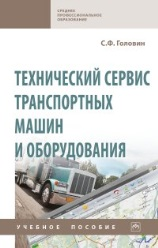 СРЕДНЕЕ
ПРОФЕССИОНАЛЬНОЕ
ОБРАЗОВАНИЕ
С.Ф. Головин
ТЕХНИЧЕСКИЙ СЕРВИС
ТРАНСПОРТНЫХ
МАШИН
И ОБОРУДОВАНИЯ
УЧЕБНОЕ ПОСОБИЕ